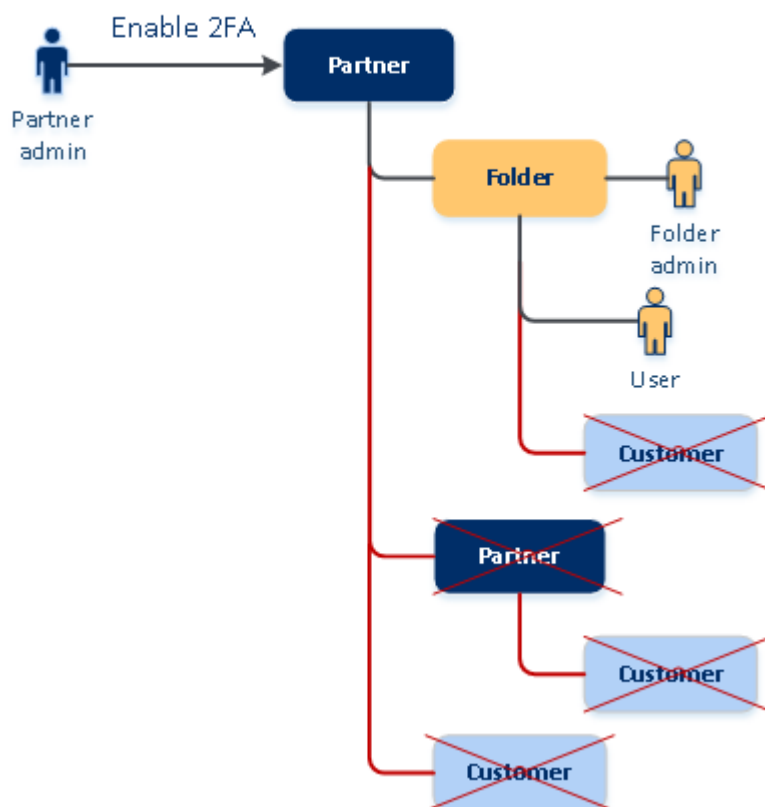 Enable 2FA
Partner
Partner
admin
Folder
Folder
admin
User
Customer
Partner
Customer
Customer